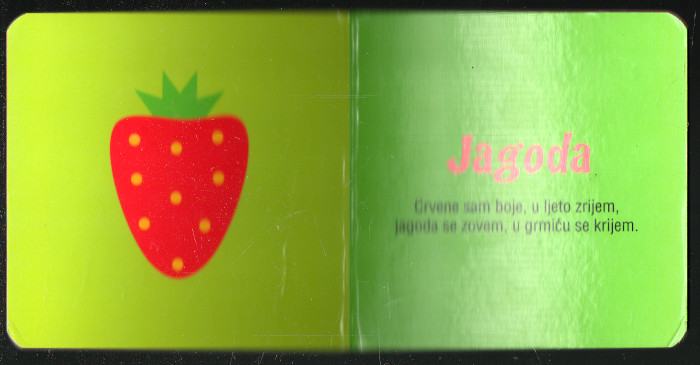 Jagoda
Crvene sam boje, u ljeto zrijem,
jagoda se zovem, u grmiću se krijem.